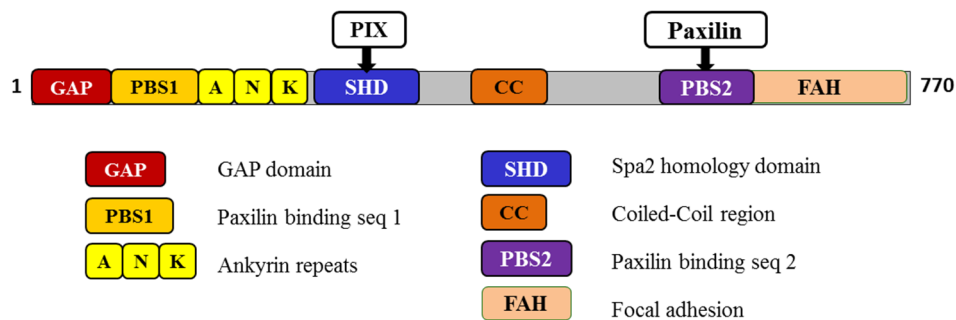 PIX Paxilin
1 GAP PBS1 A N K SHD CC PBS2 FAH 770
GAP GAP domain
PBS1 Paxilin binding seq 1
A N K Ankyrin repeats
SHD Spa2 homology domain
CC Coiled-Coil region
PBS2 Paxilin binding seq 2
FAH Focal adhesion